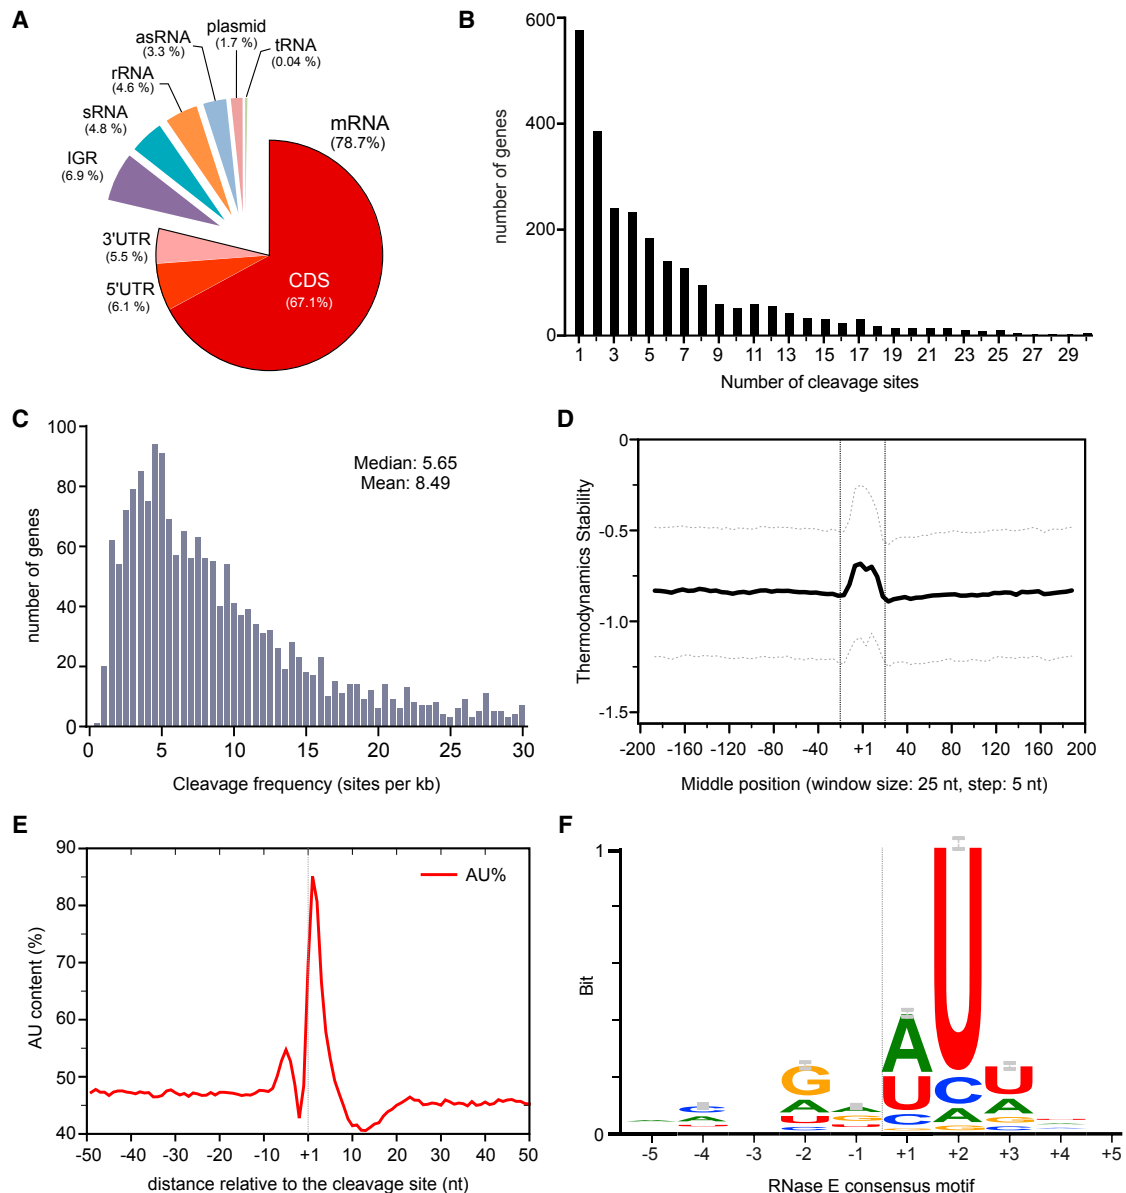 A
plasmid
(1.7 %)
asRNA
(3.3 %)
tRNA
(0.04 %)
rRNA
(4.6 %)
sRNA
(4.8 %)
IGR
(6.9 %)
mRNA
(78.7%)
3'UTR
(5.5 %)
5'UTR
(6.1 %)
CDS
(67.1%)
B
600
400
200
0
number of genes
1 3 5 7 9 11 13 15 17 19 21 23 25 27 29
Number of cleavage sites
C
100
80
60
40
20
0
number of genes
Median: 5.65
Mean: 8.49
0 5 10 15 20 25 30
Cleavage frequency (sites per kb)
D
0
-0.5
-1.0
-1.5
Thermodynamics Stability
-200 -160 -120 -80 -40 +1 40 80 120 160 200
Middle position (window size: 25 nt, step: 5 nt)
E
90
80
70
60
50
40
AU content (%)
AU%
-50 -40 -30 -20 -10 +1 10 20 30 40 50
distance relative to the cleavage site (nt)
F
1
0
Bit
G A U C
A G U
A U C
U C A G
U A G C
-5 -4 -3 -2 -1 +1 +2 +3 +4 +5
RNase E consensus motif